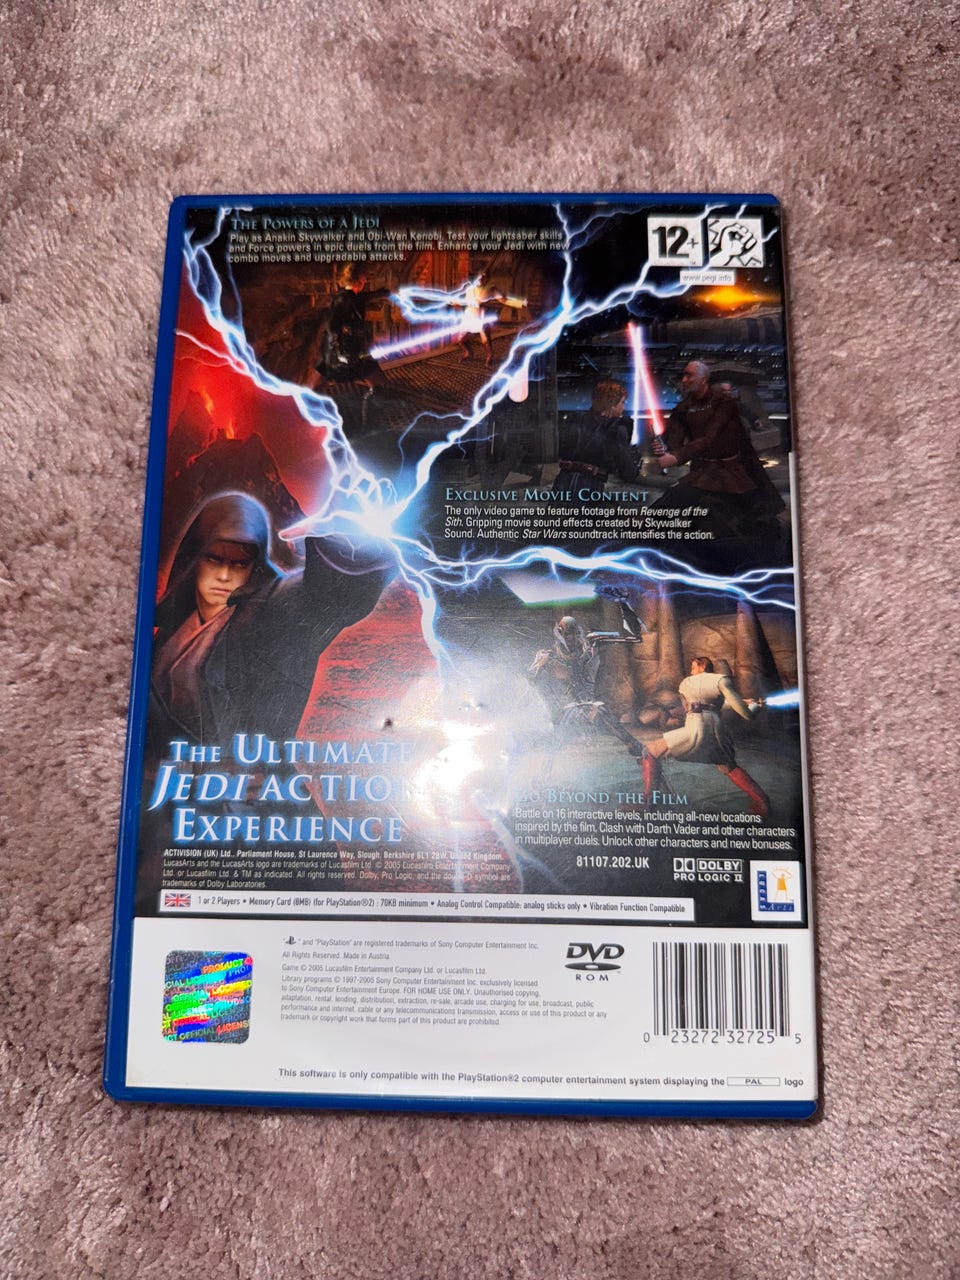 THE POWERS OF A JEDI
Play as Anakin Skywalker and Obi-Wan Kenobi. Test your lightsaber skills
and Force powers in epic duels from the film. Enhance your Jedi with new
combo moves and upgradable attacks.
12+
www.pegi.info
EXCLUSIVE MOVIE CONTENT
The only video game to feature footage from Revenge of the
Sith. Gripping movie sound effects created by Skywalker
Sound. Authentic Star Wars soundtrack intensifies the action.
THE ULTIMATE
JEDI ACTION
EXPERIENCE
GO BEYOND THE FILM
Battle on 16 interactive levels, including all-new locations
inspired by the film. Clash with Darth Vader and other characters
in multiplayer duels. Unlock other characters and new bonuses.
ACTIVISION (UK) Ltd., Parliament House, St Laurence Way, Slough, Berkshire SL1 2BW, United Kingdom.
LucasArts and the LucasArts logo are trademarks of Lucasfilm Ltd. © 2005 Lucasfilm Entertainment Company
Ltd. or Lucasfilm Ltd. & TM as indicated. All rights reserved. Dolby, Pro Logic, and the double-D symbol are
trademarks of Dolby Laboratories.
81107.202.UK
DOLBY
PRO LOGIC II
LUCAS
Arts
1 or 2 Players • Memory Card (8MB) (for PlayStation®2) : 70KB minimum • Analog Control Compatible: analog sticks only • Vibration Function Compatible
" and "PlayStation" are registered trademarks of Sony Computer Entertainment Inc.
All Rights Reserved. Made in Austria.
Game © 2005 Lucasfilm Entertainment Company Ltd. or Lucasfilm Ltd.
Library programs © 1997-2005 Sony Computer Entertainment Inc. exclusively licensed
to Sony Computer Entertainment Europe. FOR HOME USE ONLY. Unauthorised copying,
adaptation, rental, lending, distribution, extraction, re-sale, arcade use, charging for use, broadcast, public
performance and internet, cable or any telecommunications transmission, access or use of this product or any
trademark or copyright work that forms part of this product are prohibited.
DVD
ROM
0 23272 32725 5
This software is only compatible with the PlayStation®2 computer entertainment system displaying the PAL logo